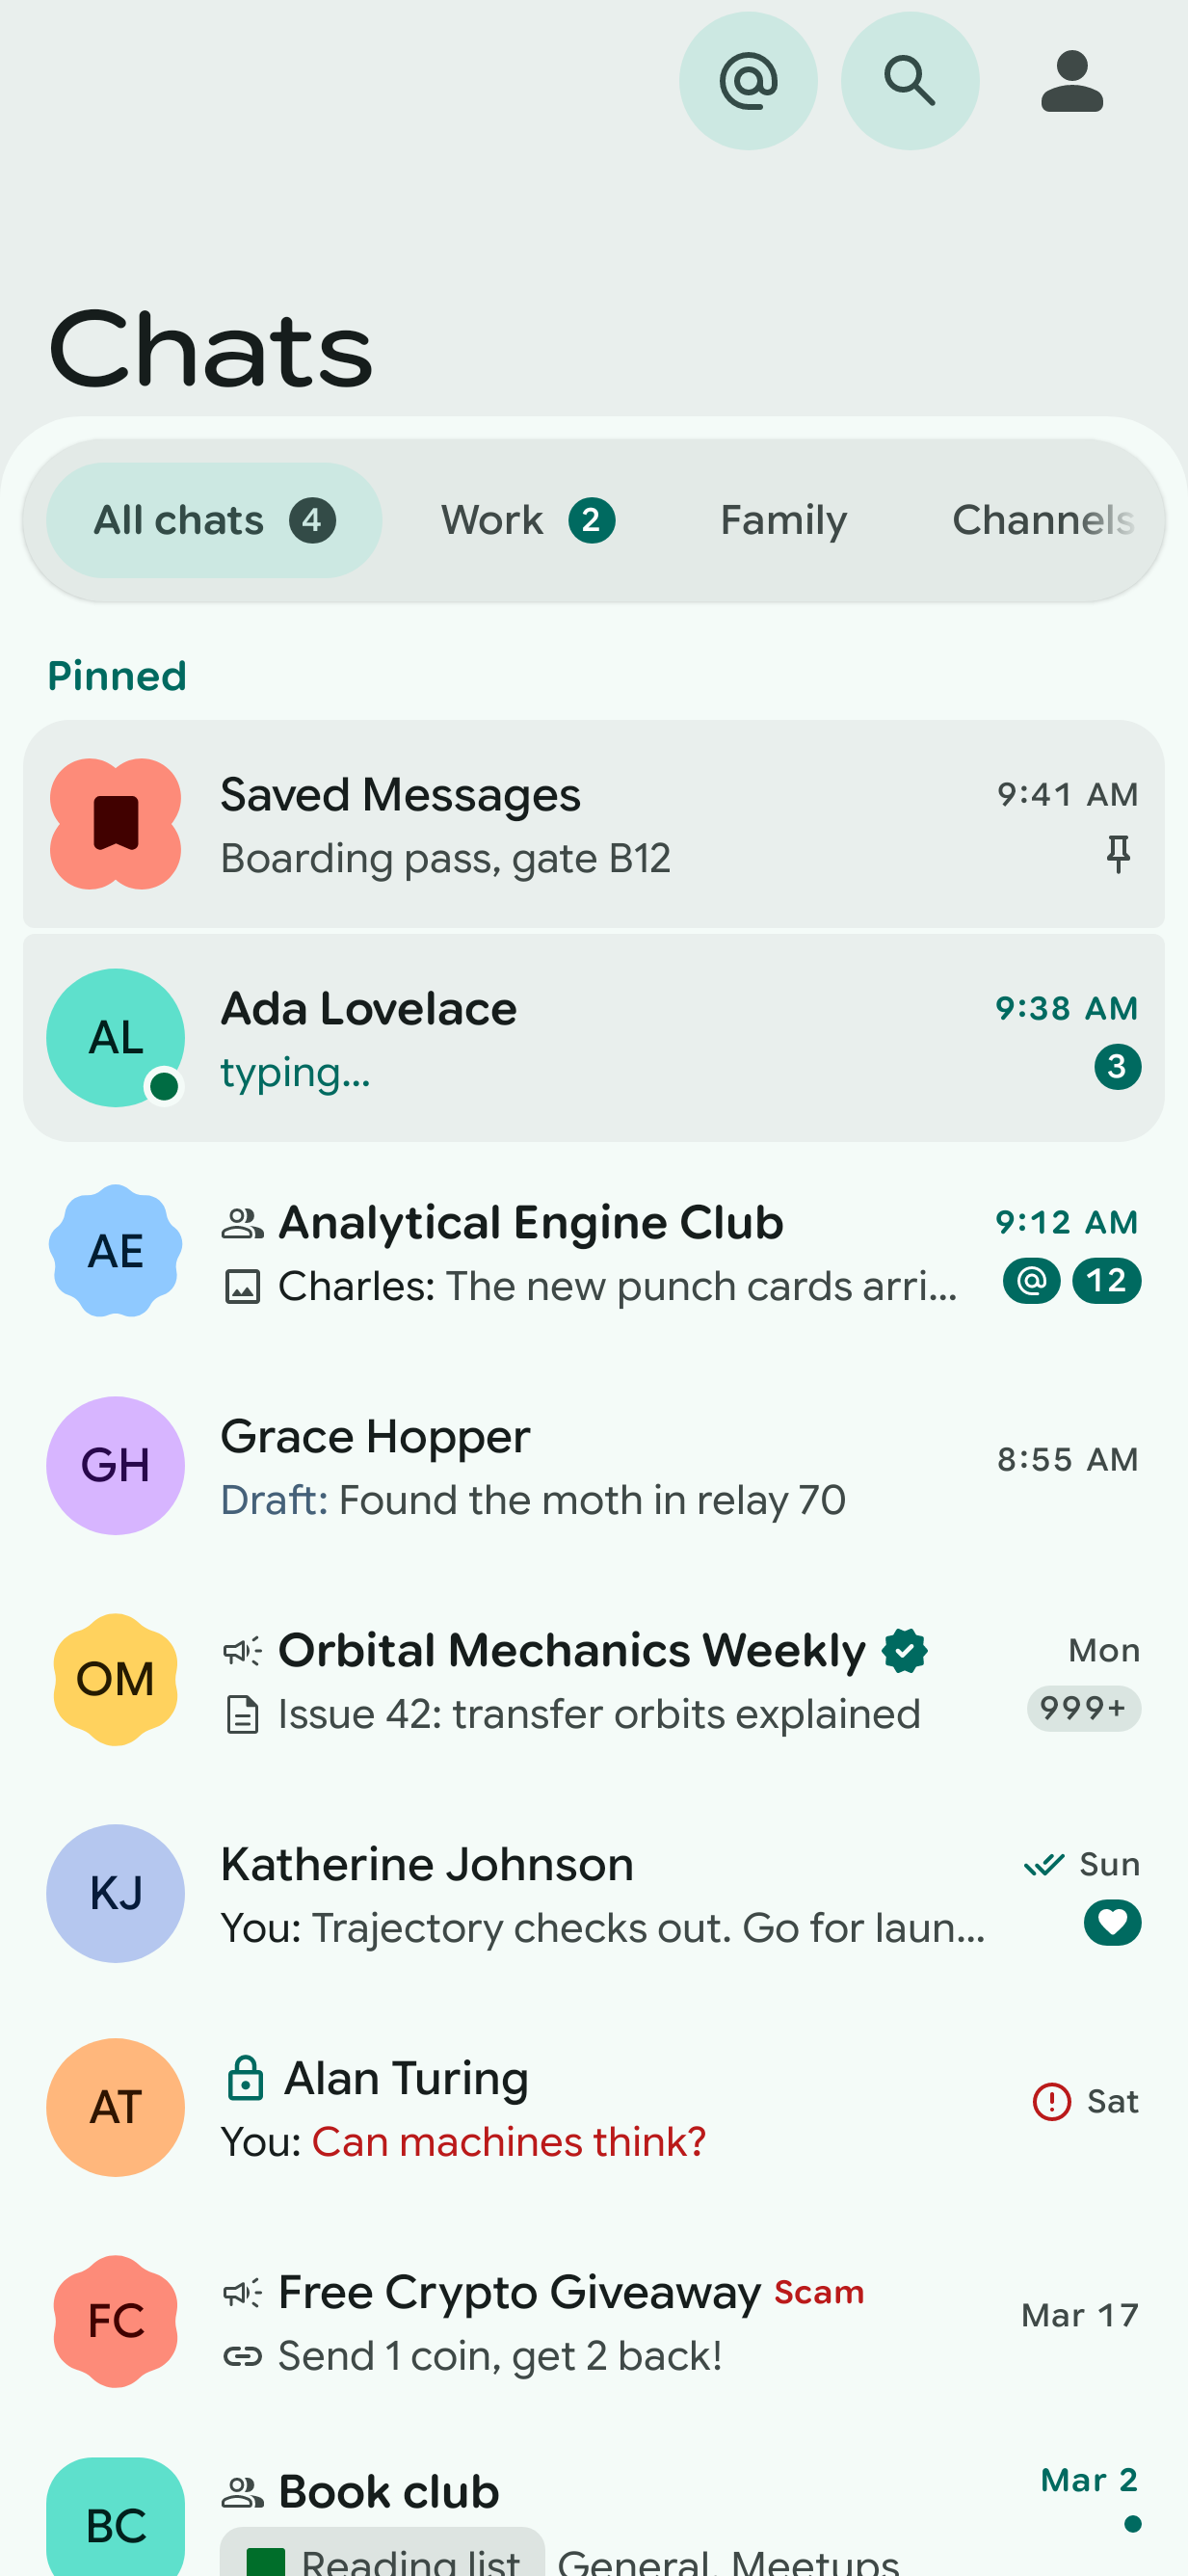 Chats
All chats 4 Work 2 Family Channels
Pinned
Saved Messages 9:41 AM
Boarding pass, gate B12
AL Ada Lovelace 9:38 AM
typing... 3
AE Analytical Engine Club 9:12 AM
Charles: The new punch cards arri... @ 12
GH Grace Hopper 8:55 AM
Draft: Found the moth in relay 70
OM Orbital Mechanics Weekly Mon
Issue 42: transfer orbits explained 999+
KJ Katherine Johnson Sun
You: Trajectory checks out. Go for laun...
AT Alan Turing Sat
You: Can machines think?
FC Free Crypto Giveaway Scam Mar 17
Send 1 coin, get 2 back!
BC Book club Mar 2
Reading list General, Meetups